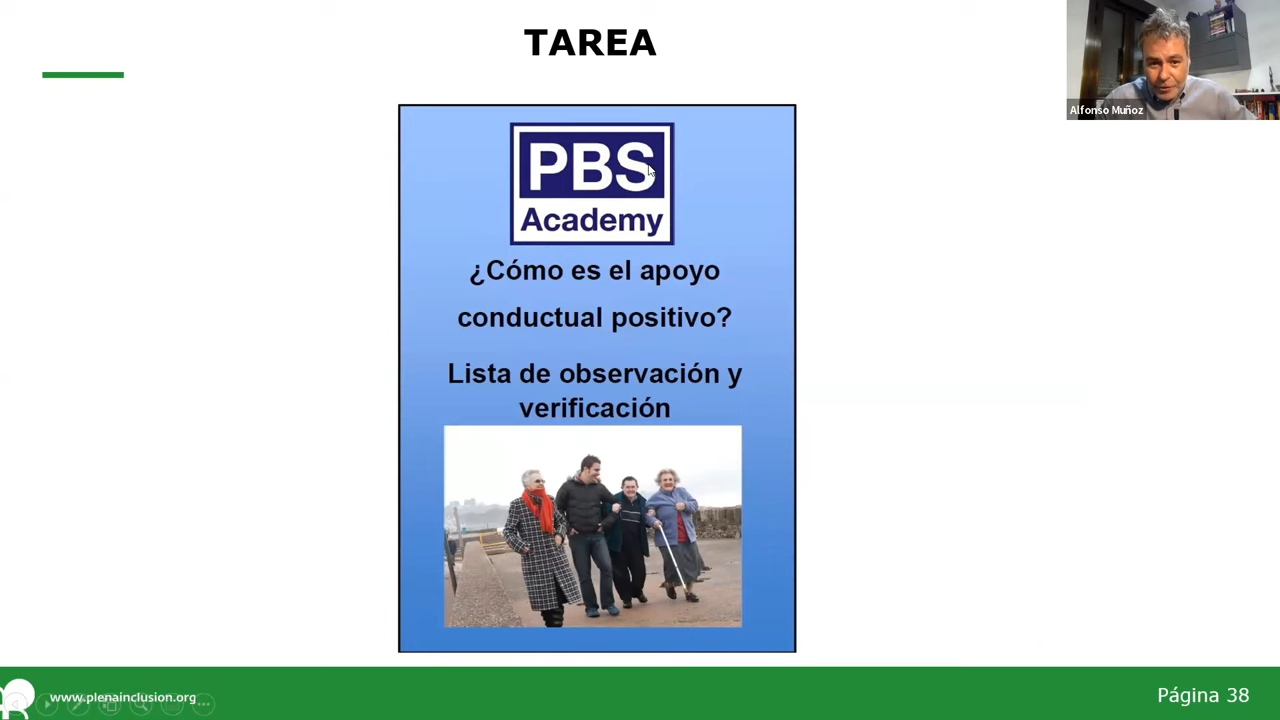 TAREA
Alfonso Muñoz
PBS
Academy
¿Cómo es el apoyo
conductual positivo?
Lista de observación y
verificación
www.plenainclusion.org
Página 38